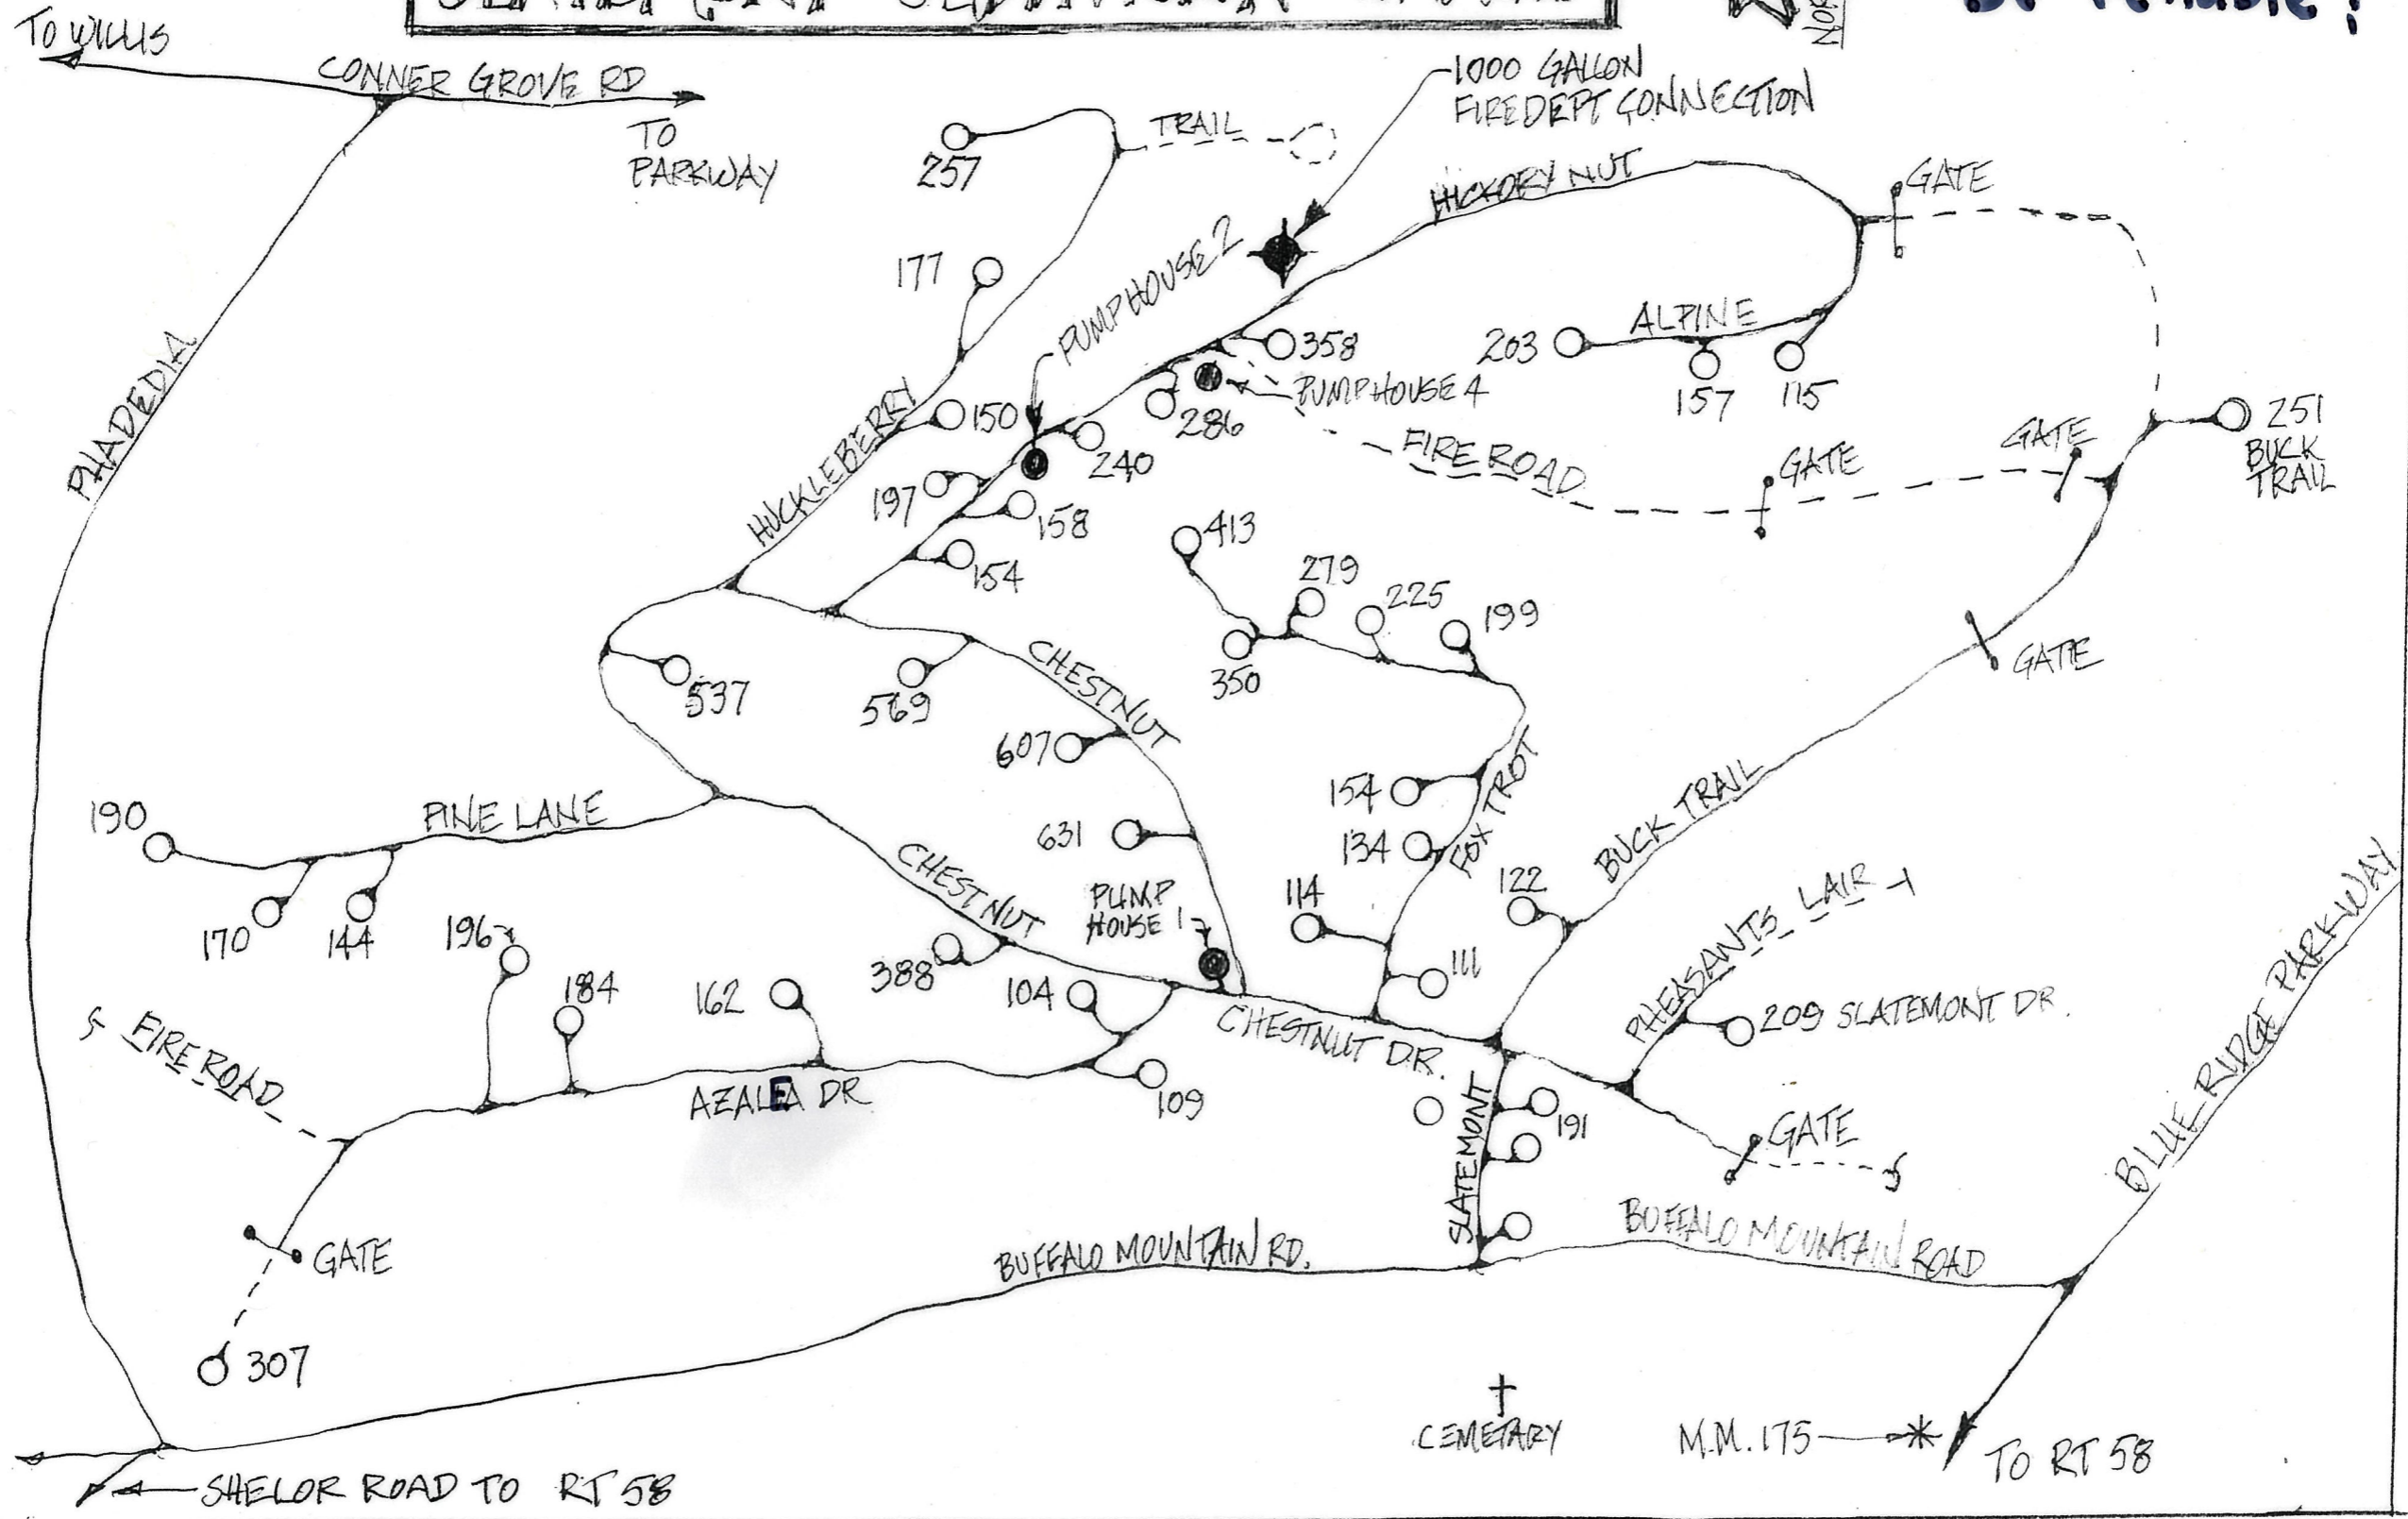 TO WILLIS
CONNER GROVE RD
TO
PARKWAY
1000 GALLON
FIRE DEPT CONNECTION
TRAIL
257
HICKORY NUT
GATE
177
PUMPHOUSE 2
358
203
ALPINE
157
115
PUMPHOUSE 4
286
PHADEDIA
HUCKLEBERRY
150
240
FIRE ROAD
GATE
GATE
251
BUCK
TRAIL
197
158
154
413
279
225
199
350
GATE
537
569
CHESTNUT
607
154
FOX TROT
134
BUCK TRAIL
190
PINE LANE
631
170
144
CHESTNUT
PUMP
HOUSE 1
114
122
PHEASANTS LAIR
196
184
162
388
104
111
209 SLATEMONT DR.
BLUE RIDGE PARKWAY
FIRE ROAD
CHESTNUT DR.
AZALEA DR
109
SLATEMONT
191
GATE
GATE
BUFFALO MOUNTAIN RD.
BUFFALO MOUNTAIN ROAD
307
CEMETARY
M.M. 175
TO RT 58
SHELOR ROAD TO RT 58